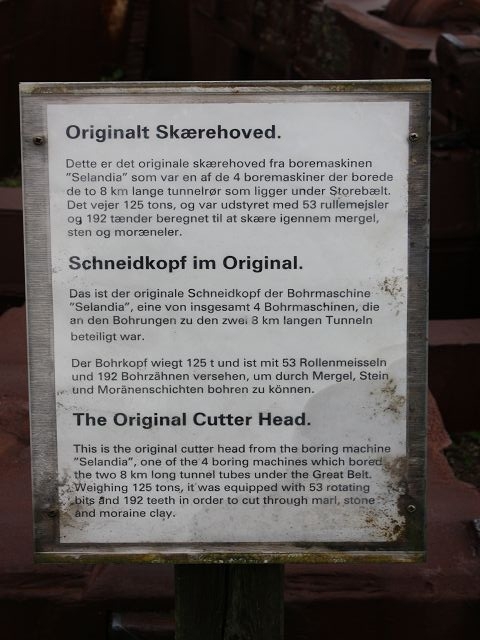 Originalt Skærehoved.
Dette er det originale skærehoved fra boremaskinen
"Selandia" som var en af de 4 boremaskiner der borede
de to 8 km lange tunnelrør som ligger under Storebælt.
Det vejer 125 tons, og var udstyret med 53 rullemejsler
og 192 tænder beregnet til at skære igennem mergel,
sten og moræneler.
Schneidkopf im Original.
Das ist der originale Schneidkopf der Bohrmaschine
"Selandia", eine von insgesamt 4 Bohrmaschinen, die
an den Bohrungen zu den zwei 8 km langen Tunneln
beteiligt war.
Der Bohrkopf wiegt 125 t und ist mit 53 Rollenmeisseln
und 192 Bohrzähnen versehen, um durch Mergel, Stein
und Moränenschichten bohren zu können.
The Original Cutter Head.
This is the original cutter head from the boring machine
"Selandia", one of the 4 boring machines which bored
the two 8 km long tunnel tubes under the Great Belt.
Weighing 125 tons, it was equipped with 53 rotating
bits and 192 teeth in order to cut through marl, stone
and moraine clay.